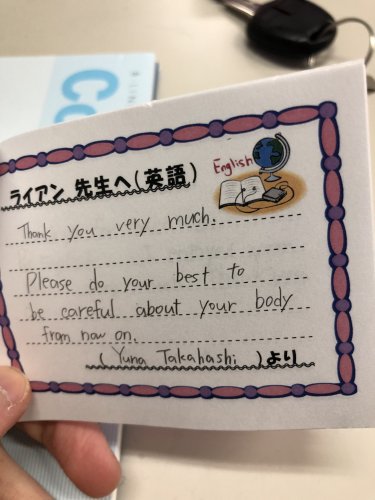 ライアン 先生へ(英語)
English
Thank you very much.
Please do your best to
be careful about your body
from now on.
( Yuna Takahashi )より